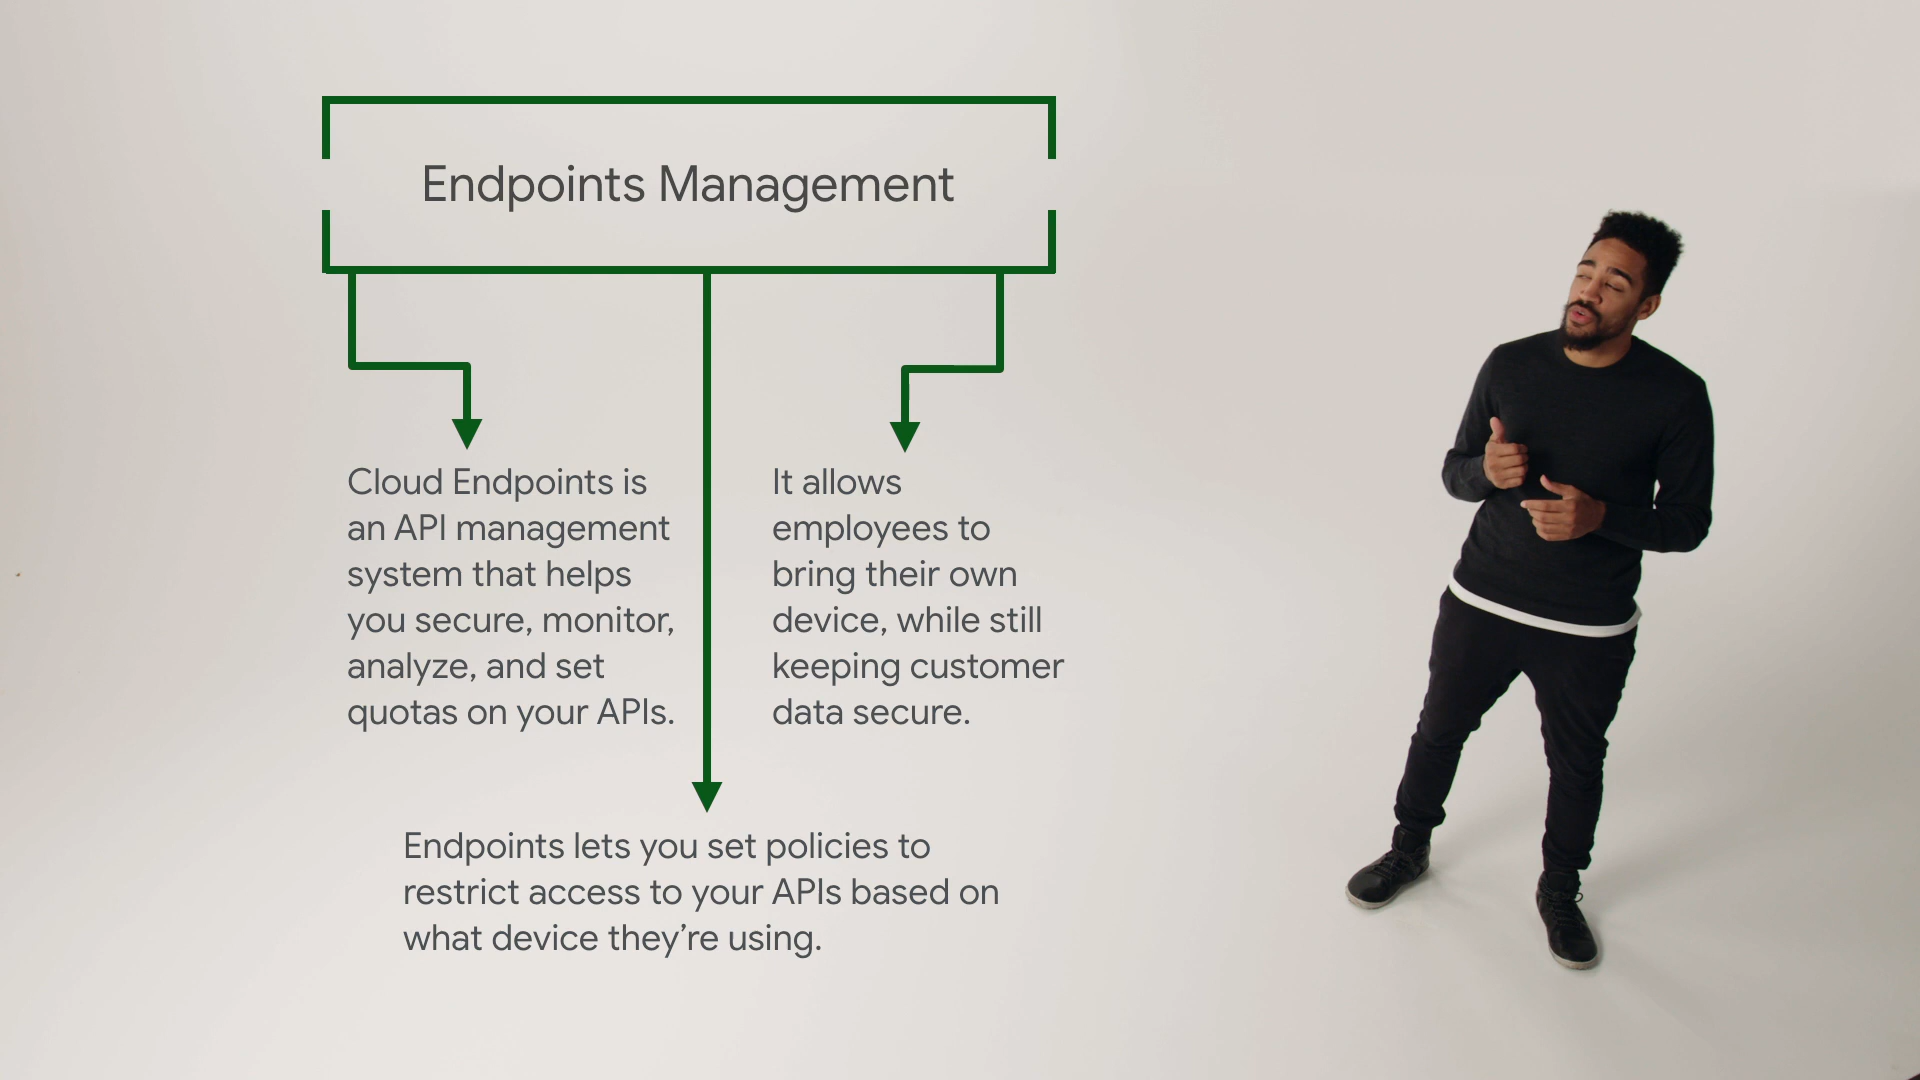 Endpoints Management
Cloud Endpoints is
an API management
system that helps
you secure, monitor,
analyze, and set
quotas on your APIs.
It allows
employees to
bring their own
device, while still
keeping customer
data secure.
Endpoints lets you set policies to
restrict access to your APIs based on
what device they’re using.